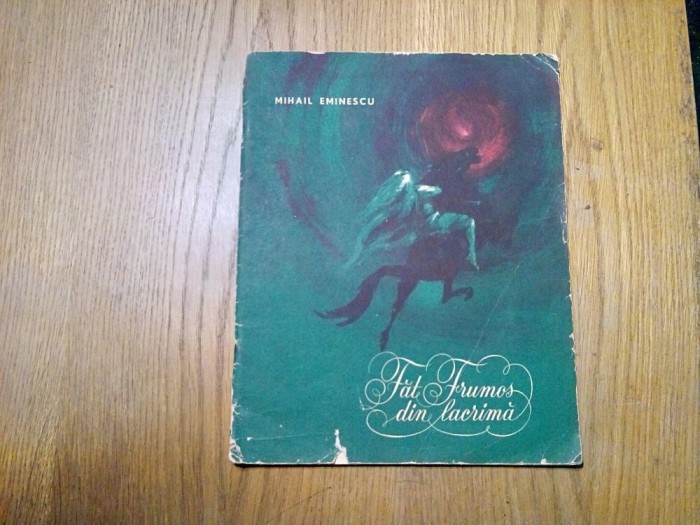 MIHAIL EMINESCU
Făt Frumos
din lacrimă